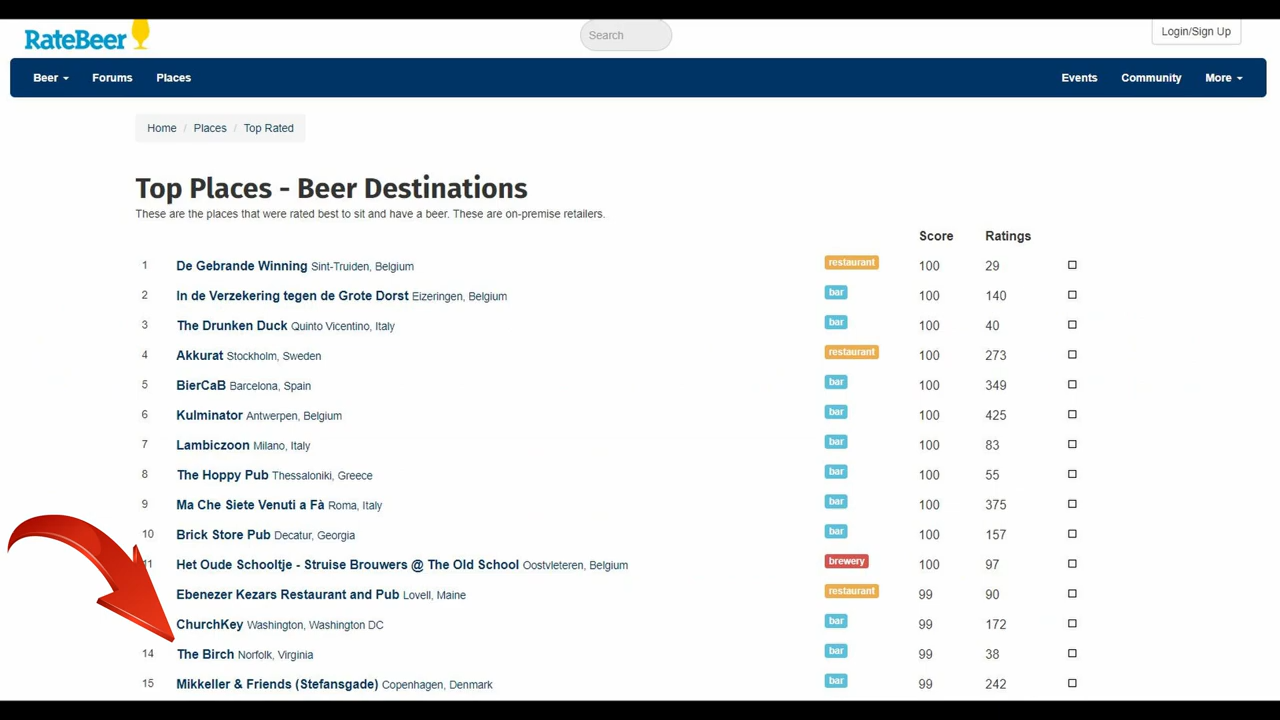 RateBeer
Search
Login/Sign Up
Beer Forums Places Events Community More
Home / Places / Top Rated
Top Places - Beer Destinations
These are the places that were rated best to sit and have a beer. These are on-premise retailers.
Score Ratings
1 De Gebrande Winning Sint-Truiden, Belgium restaurant 100 29
2 In de Verzekering tegen de Grote Dorst Eizeringen, Belgium bar 100 140
3 The Drunken Duck Quinto Vicentino, Italy bar 100 40
4 Akkurat Stockholm, Sweden restaurant 100 273
5 BierCaB Barcelona, Spain bar 100 349
6 Kulminator Antwerpen, Belgium bar 100 425
7 Lambiczoon Milano, Italy bar 100 83
8 The Hoppy Pub Thessaloniki, Greece bar 100 55
9 Ma Che Siete Venuti a Fà Roma, Italy bar 100 375
10 Brick Store Pub Decatur, Georgia bar 100 157
11 Het Oude Schooltje - Struise Brouwers @ The Old School Oostvleteren, Belgium brewery 100 97
Ebenezer Kezars Restaurant and Pub Lovell, Maine restaurant 99 90
ChurchKey Washington, Washington DC bar 99 172
14 The Birch Norfolk, Virginia bar 99 38
15 Mikkeller & Friends (Stefansgade) Copenhagen, Denmark bar 99 242